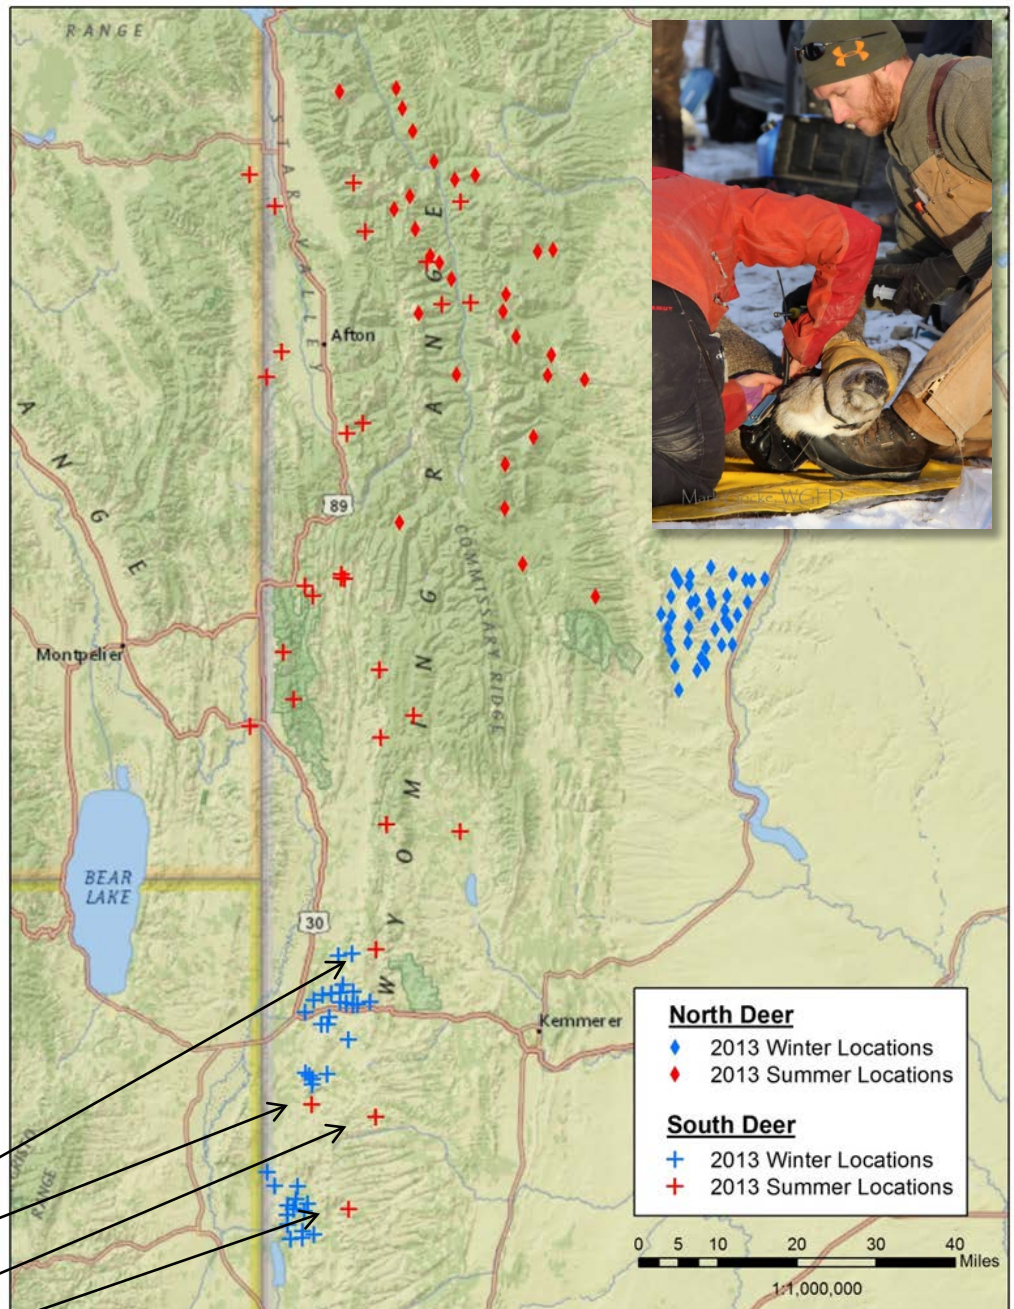 RANGE
STAR VALLEY
Afton
ANGE
89
Montpelier
COMMISSARY RIDGE
WYOMING RANGE
BEAR
LAKE
30
Kemmerer
RANGE
WGFD
North Deer
2013 Winter Locations
2013 Summer Locations
South Deer
2013 Winter Locations
2013 Summer Locations
0 5 10 20 30 40
Miles
1:1,000,000